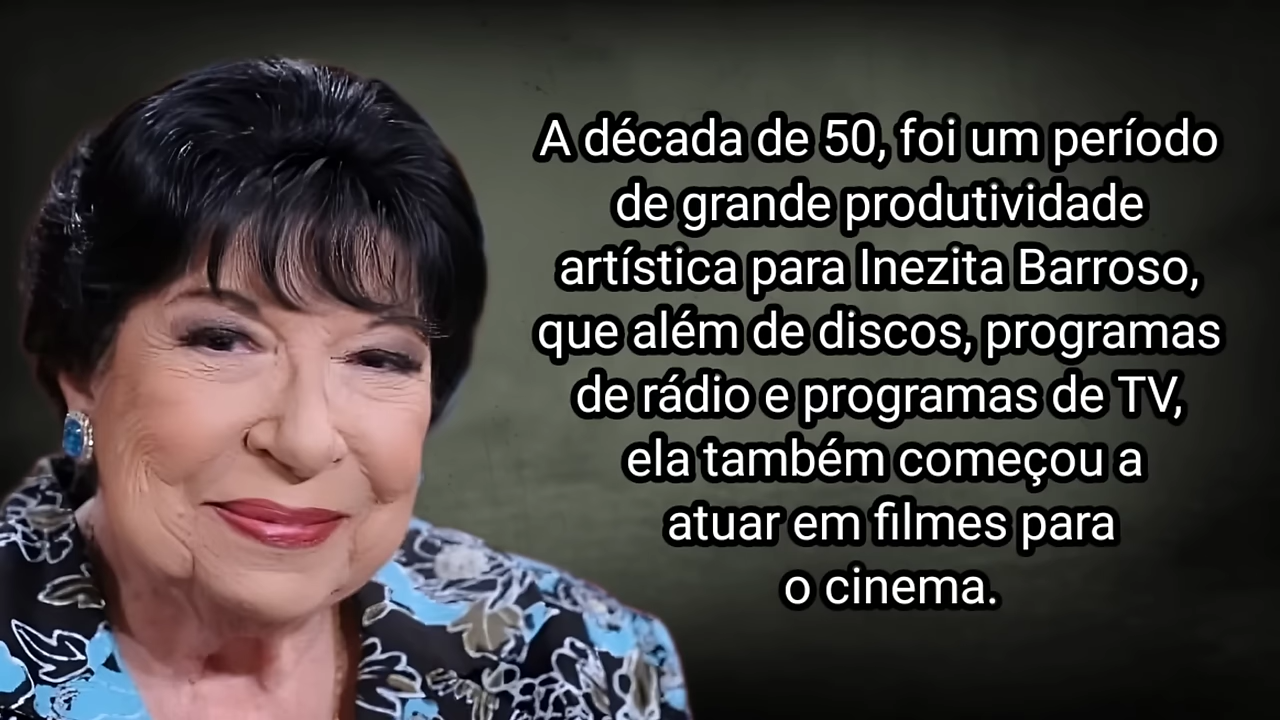 A década de 50, foi um período
de grande produtividade
artística para Inezita Barroso,
que além de discos, programas
de rádio e programas de TV,
ela também começou a
atuar em filmes para
o cinema.